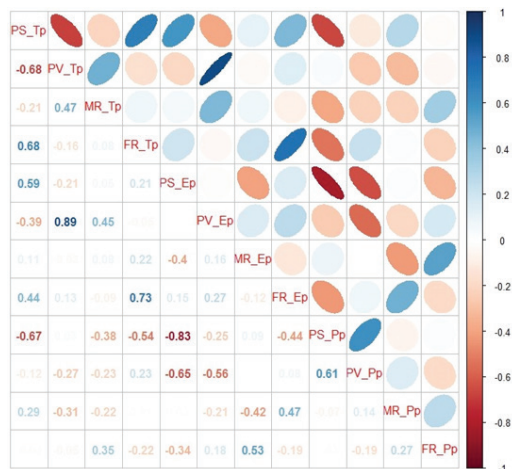 PS_Tp
-0.68 PV_Tp
-0.21 0.47 MR_Tp
0.68 -0.16 FR_Tp
0.59 -0.21 0.21 PS_Ep
-0.39 0.89 0.45 PV_Ep
0.11 0.22 -0.4 0.16 MR_Ep
0.44 0.13 -0.09 0.73 0.15 0.27 -0.12 FR_Ep
-0.67 -0.38 -0.54 -0.83 -0.25 0.09 -0.44 PS_Pp
-0.12 -0.27 -0.23 0.23 -0.65 -0.56 0.08 0.61 PV_Pp
0.29 -0.31 -0.22 -0.21 -0.42 0.47 0.14 MR_Pp
0.35 -0.22 -0.34 0.18 0.53 -0.19 -0.19 0.27 FR_Pp
1
0.8
0.6
0.4
0.2
0
-0.2
-0.4
-0.6
-0.8
-1